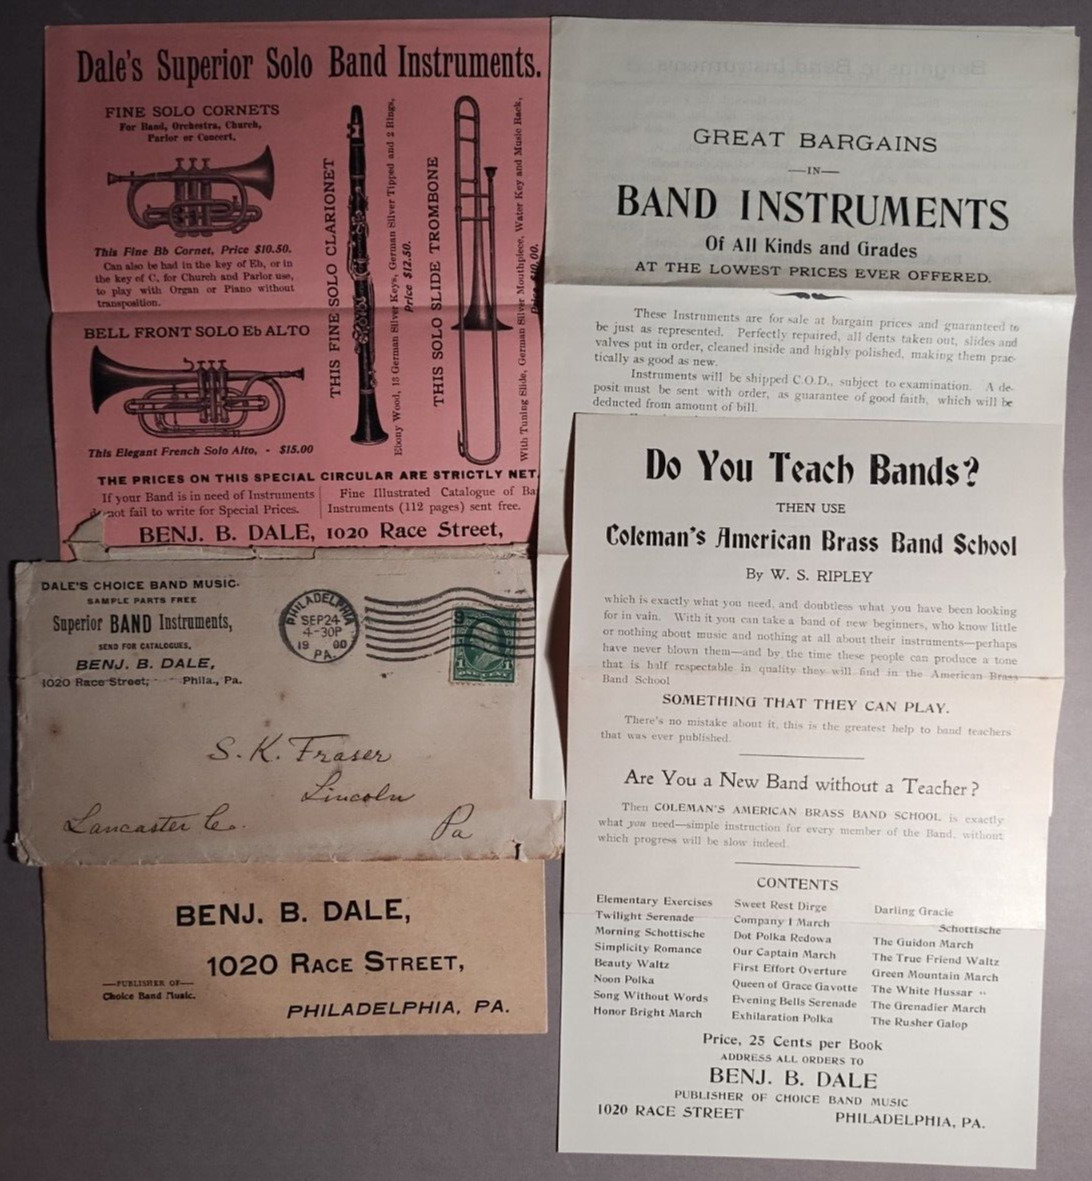 Dale's Superior Solo Band Instruments.
FINE SOLO CORNETS
For Band, Orchestra, Church,
Parlor or Concert.
This Fine Bb Cornet, Price $10.50.
Can also be had in the key of Eb, or in
the key of C, for Church and Parlor use,
to play with Organ or Piano without
transposition.
BELL FRONT SOLO Eb ALTO
This Elegant French Solo Alto, - $15.00
THIS FINE SOLO CLARIONET
Ebony Wood, 15 German Silver Keys, German Silver Tipped and 2 Rings,
Price $12.50.
THIS SOLO SLIDE TROMBONE
With Tuning Slide, German Silver Mouthpiece, Water Key and Music Rack,
THE PRICES ON THIS SPECIAL CIRCULAR ARE STRICTLY NET.
If your Band is in need of Instruments
do not fail to write for Special Prices.
Fine Illustrated Catalogue of Ba
Instruments (112 pages) sent free.
BENJ. B. DALE, 1020 Race Street,
GREAT BARGAINS
—IN—
BAND INSTRUMENTS
Of All Kinds and Grades
AT THE LOWEST PRICES EVER OFFERED.
These Instruments are for sale at bargain prices and guaranteed to
be just as represented. Perfectly repaired, all dents taken out, slides and
valves put in order, cleaned inside and highly polished, making them prac-
tically as good as new.
Instruments will be shipped C.O.D., subject to examination. A de-
posit must be sent with order, as guarantee of good faith, which will be
deducted from amount of bill.
DALE'S CHOICE BAND MUSIC.
SAMPLE PARTS FREE
Superior BAND Instruments,
SEND FOR CATALOGUES,
BENJ. B. DALE,
1020 Race Street, Phila., Pa.
PHILADELPHIA
SEP 24
4-30P
19 00
PA.
1 1
ONE CENT
S. K. Fraser
Lincoln
Lancaster Co.
Pa
BENJ. B. DALE,
1020 RACE STREET,
—PUBLISHER OF—
Choice Band Music.
PHILADELPHIA, PA.
Do You Teach Bands?
THEN USE
Coleman's American Brass Band School
By W. S. RIPLEY
which is exactly what you need, and doubtless what you have been looking
for in vain. With it you can take a band of new beginners, who know little
or nothing about music and nothing at all about their instruments—perhaps
have never blown them—and by the time these people can produce a tone
that is half respectable in quality they will find in the American Brass
Band School
SOMETHING THAT THEY CAN PLAY.
There's no mistake about it, this is the greatest help to band teachers
that was ever published.
Are You a New Band without a Teacher?
Then COLEMAN'S AMERICAN BRASS BAND SCHOOL is exactly
what you need—simple instruction for every member of the Band, without
which progress will be slow indeed.
CONTENTS
Elementary Exercises
Twilight Serenade
Morning Schottische
Simplicity Romance
Beauty Waltz
Noon Polka
Song Without Words
Honor Bright March
Sweet Rest Dirge
Company I March
Dot Polka Redowa
Our Captain March
First Effort Overture
Queen of Grace Gavotte
Evening Bells Serenade
Exhilaration Polka
Darling Gracie
Schottische
The Guidon March
The True Friend Waltz
Green Mountain March
The White Hussar "
The Grenadier March
The Rusher Galop
Price, 25 Cents per Book
ADDRESS ALL ORDERS TO
BENJ. B. DALE
PUBLISHER OF CHOICE BAND MUSIC
1020 RACE STREET PHILADELPHIA, PA.